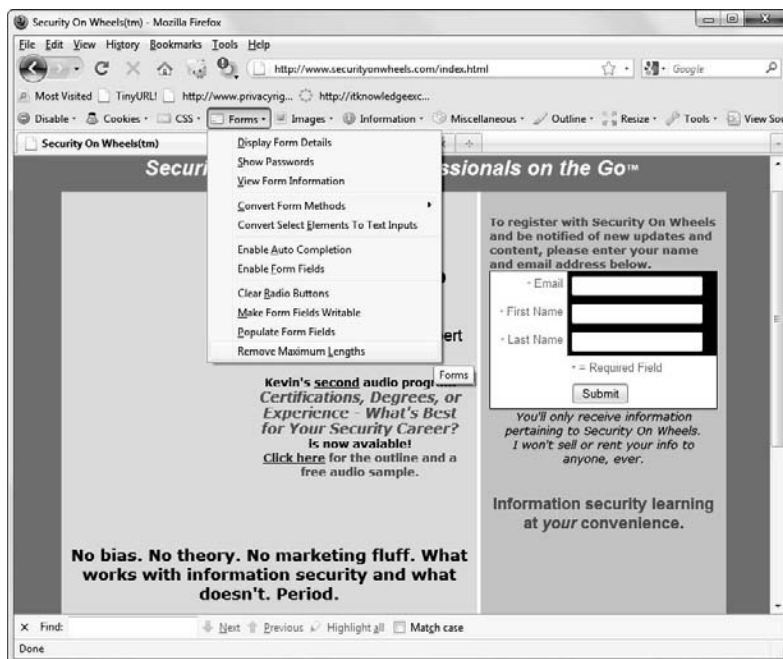 Security On Wheels(tm) - Mozilla Firefox
File Edit View History Bookmarks Tools Help
http://www.securityonwheels.com/index.html
Google
Most Visited TinyURL! http://www.privacyrig... http://itknowledgeexc...
Disable Cookies CSS Forms Images Information Miscellaneous Outline Resize Tools View Sou
Security On Wheels(tm)
Securi
ssionals on the Go™
Display Form Details
Show Passwords
View Form Information
Convert Form Methods
Convert Select Elements To Text Inputs
Enable Auto Completion
Enable Form Fields
Clear Radio Buttons
Make Form Fields Writable
Populate Form Fields
Remove Maximum Lengths
Forms
ert
Kevin's second audio program
Certifications, Degrees, or
Experience - What's Best
for Your Security Career?
is now avaiable!
Click here for the outline and a
free audio sample.
No bias. No theory. No marketing fluff. What
works with information security and what
doesn't. Period.
To register with Security On Wheels
and be notified of new updates and
content, please enter your name
and email address below.
* Email
* First Name
* Last Name
* = Required Field
Submit
You'll only receive information
pertaining to Security On Wheels.
I won't sell or rent your info to
anyone, ever.
Information security learning
at your convenience.
Find: Next Previous Highlight all Match case
Done